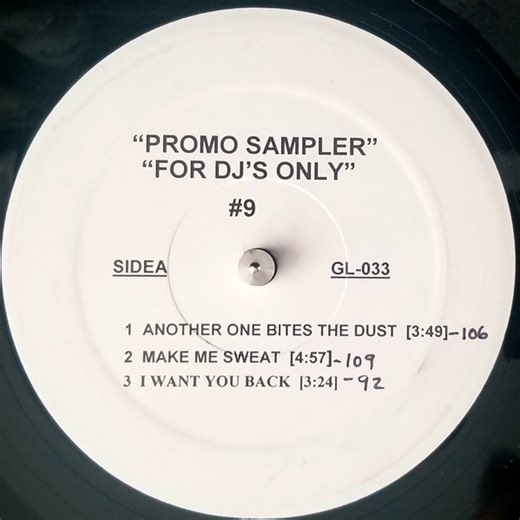 “PROMO SAMPLER”
“FOR DJ’S ONLY”
#9
SIDEA GL-033
1 ANOTHER ONE BITES THE DUST [3:49]-106
2 MAKE ME SWEAT [4:57]-109
3 I WANT YOU BACK [3:24]-92